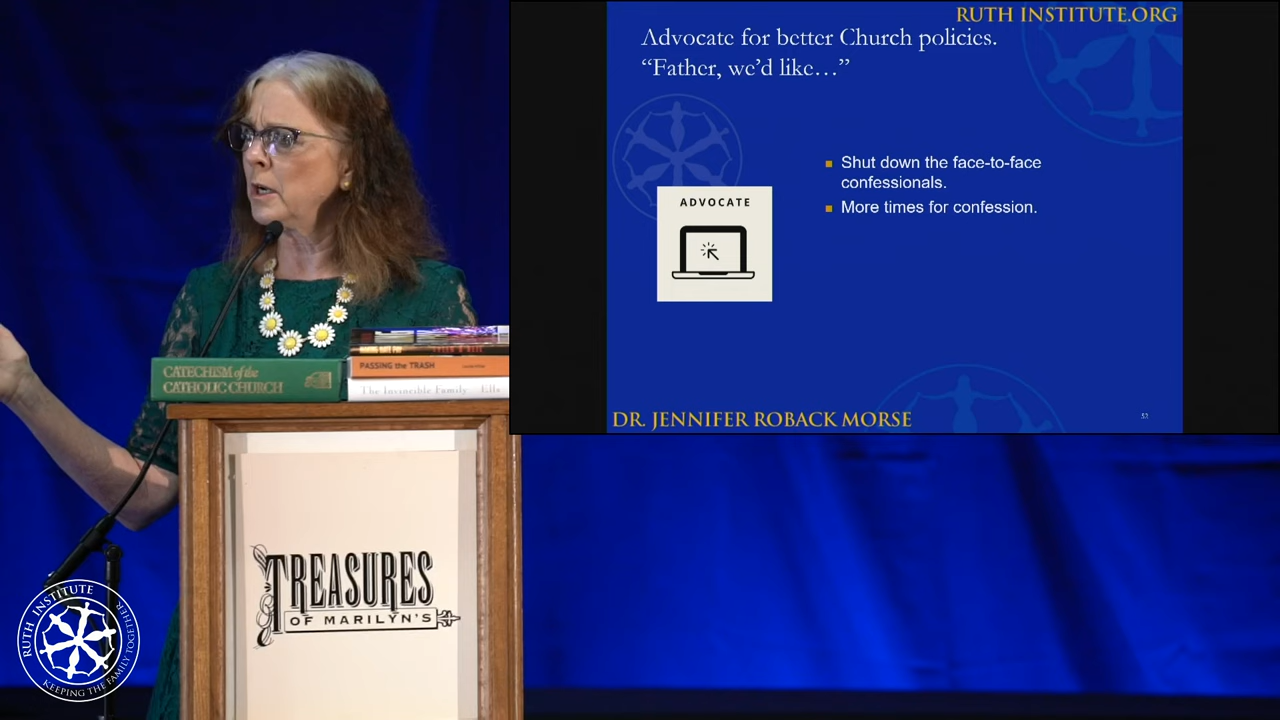 RUTH INSTITUTE.ORG
Advocate for better Church policies.
“Father, we’d like…”
Shut down the face-to-face
confessionals.
More times for confession.
ADVOCATE
DR. JENNIFER ROBACK MORSE
CATECHISM of the
CATHOLIC CHURCH
PASSING the TRASH
The Invincible Family Ells
TREASURES
OF MARILYN'S
RUTH INSTITUTE
KEEPING THE FAMILY TOGETHER